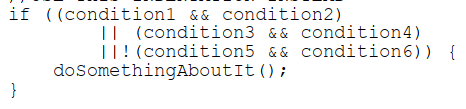 if ((condition1 && condition2)
        || (condition3 && condition4)
        ||!(condition5 && condition6)) {
    doSomethingAboutIt();
}